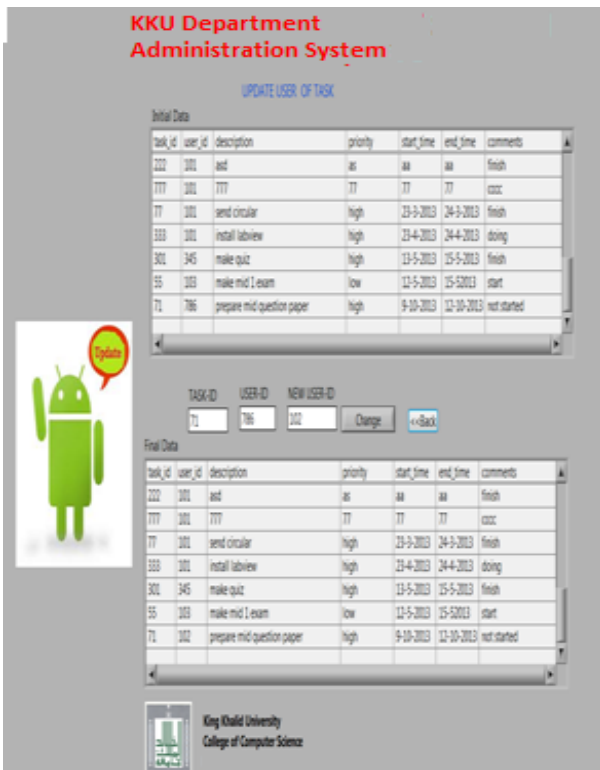 KKU Department
Administration System
UPDATE USER OF TASK
Initial Data
task_id user_id description priority start_time end_time comments
222 101 asd as aa aa finish
777 101 777 77 77 77 cccc
77 101 send circular high 23-3-2013 24-3-2013 finish
333 101 install labview high 23-4-2013 24-4-2013 doing
301 345 make quiz high 13-5-2013 15-5-2013 finish
55 103 make mid 1 exam low 12-5-2013 15-52013 start
71 786 prepare mid question paper high 9-10-2013 12-10-2013 not started
Update
TASK-ID USER-ID NEW USER-ID
71 786 102 Change <<Back
Final Data
task_id user_id description priority start_time end_time comments
222 101 asd as aa aa finish
777 101 777 77 77 77 cccc
77 101 send circular high 23-3-2013 24-3-2013 finish
333 101 install labview high 23-4-2013 24-4-2013 doing
301 345 make quiz high 13-5-2013 15-5-2013 finish
55 103 make mid 1 exam low 12-5-2013 15-52013 start
71 102 prepare mid question paper high 9-10-2013 12-10-2013 not started
King Khalid University
College of Computer Science